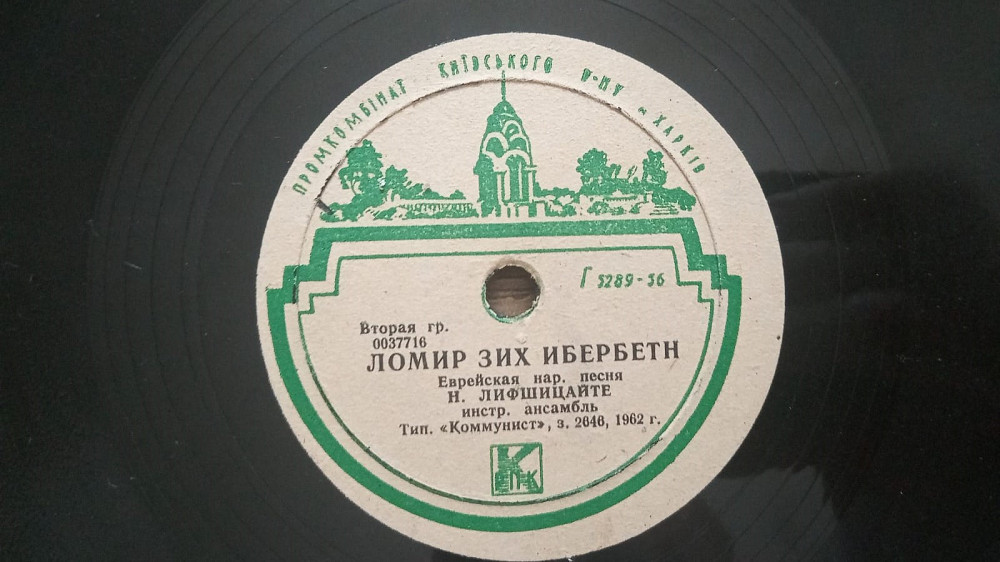 ПРОМКОМБІНАТ КИЇВСЬКОГО Р-НУ ~ ХАРКІВ
Г 5289-56
Вторая гр.
0037716
ЛОМИР ЗИХ ИБЕРБЕТН
Еврейская нар. песня
Н. ЛИФШИЦАЙТЕ
инстр. ансамбль
Тип. «Коммунист», з. 2646, 1962 г.